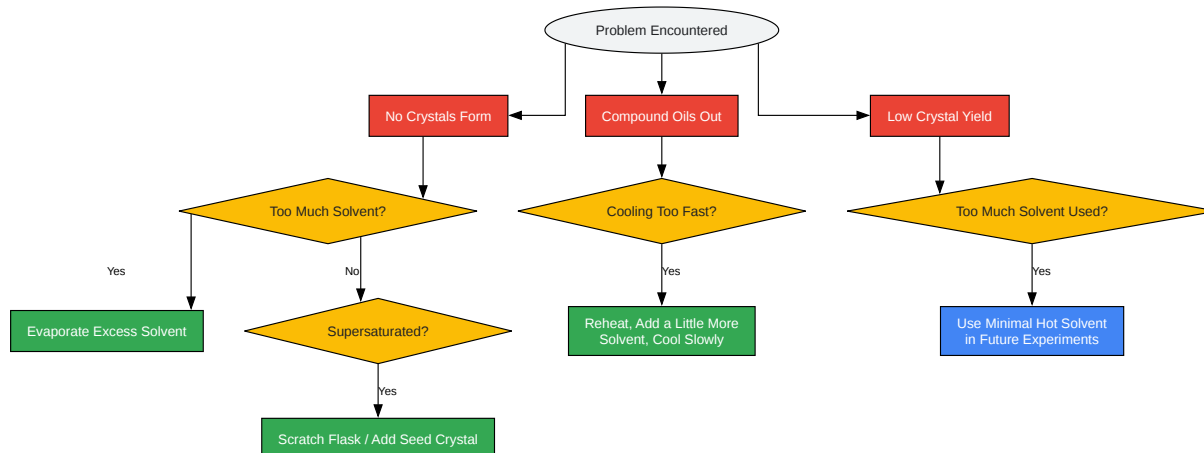 Problem Encountered
No Crystals Form
Compound Oils Out
Low Crystal Yield
Too Much Solvent?
Cooling Too Fast?
Too Much Solvent Used?
Yes
No
Yes
Yes
Evaporate Excess Solvent
Supersaturated?
Reheat, Add a Little More
Solvent, Cool Slowly
Use Minimal Hot Solvent
in Future Experiments
Yes
Scratch Flask / Add Seed Crystal